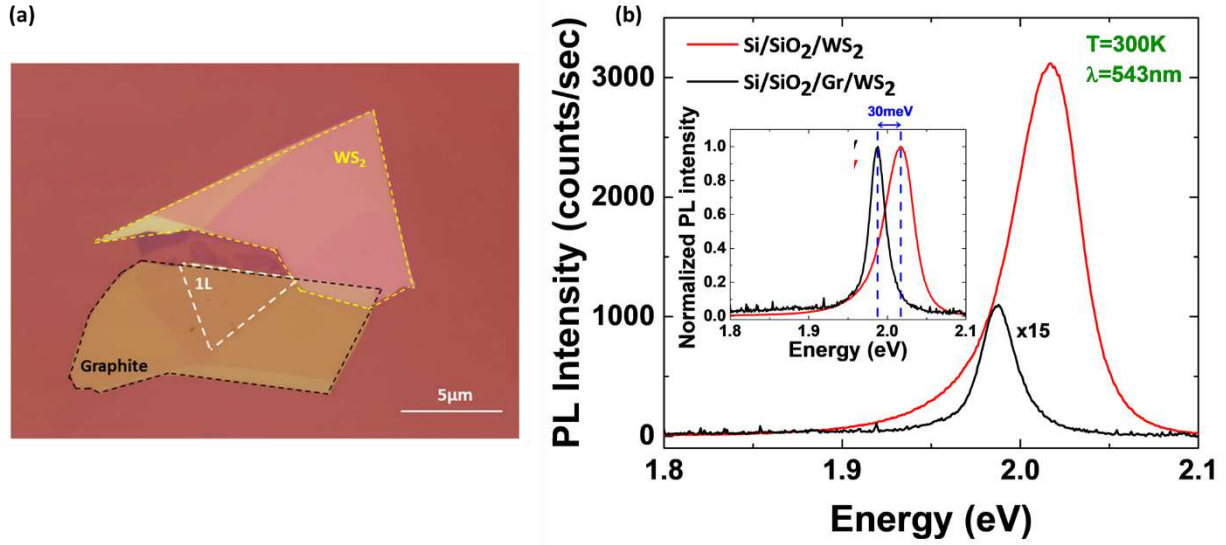 (a)
WS₂
1L
Graphite
5μm
(b)
PL Intensity (counts/sec)
3000
2000
1000
0
1.8
1.9
2.0
2.1
Energy (eV)
Si/SiO₂/WS₂
Si/SiO₂/Gr/WS₂
T=300K
λ=543nm
x15
30meV
Normalized PL intensity
1.0
0.8
0.6
0.4
0.2
0.0
1.8
1.9
2.0
2.1
Energy (eV)